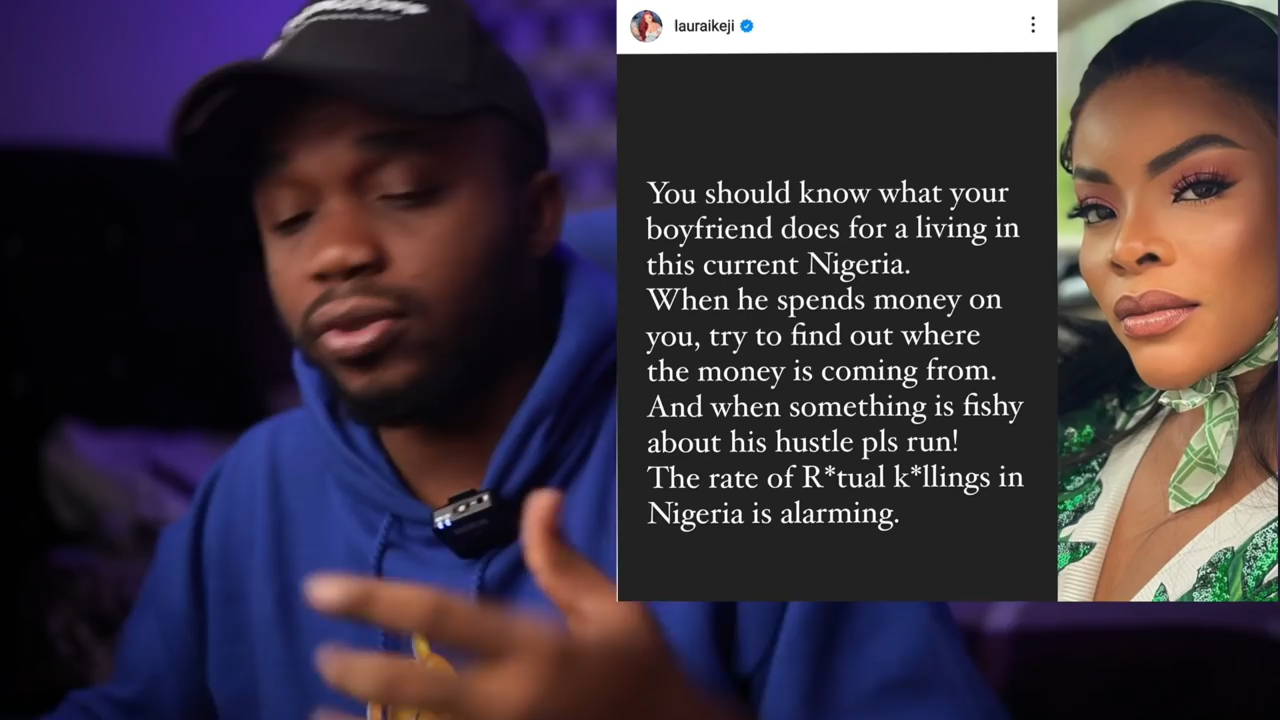 lauraikeji
You should know what your
boyfriend does for a living in
this current Nigeria.
When he spends money on
you, try to find out where
the money is coming from.
And when something is fishy
about his hustle pls run!
The rate of R*tual k*llings in
Nigeria is alarming.